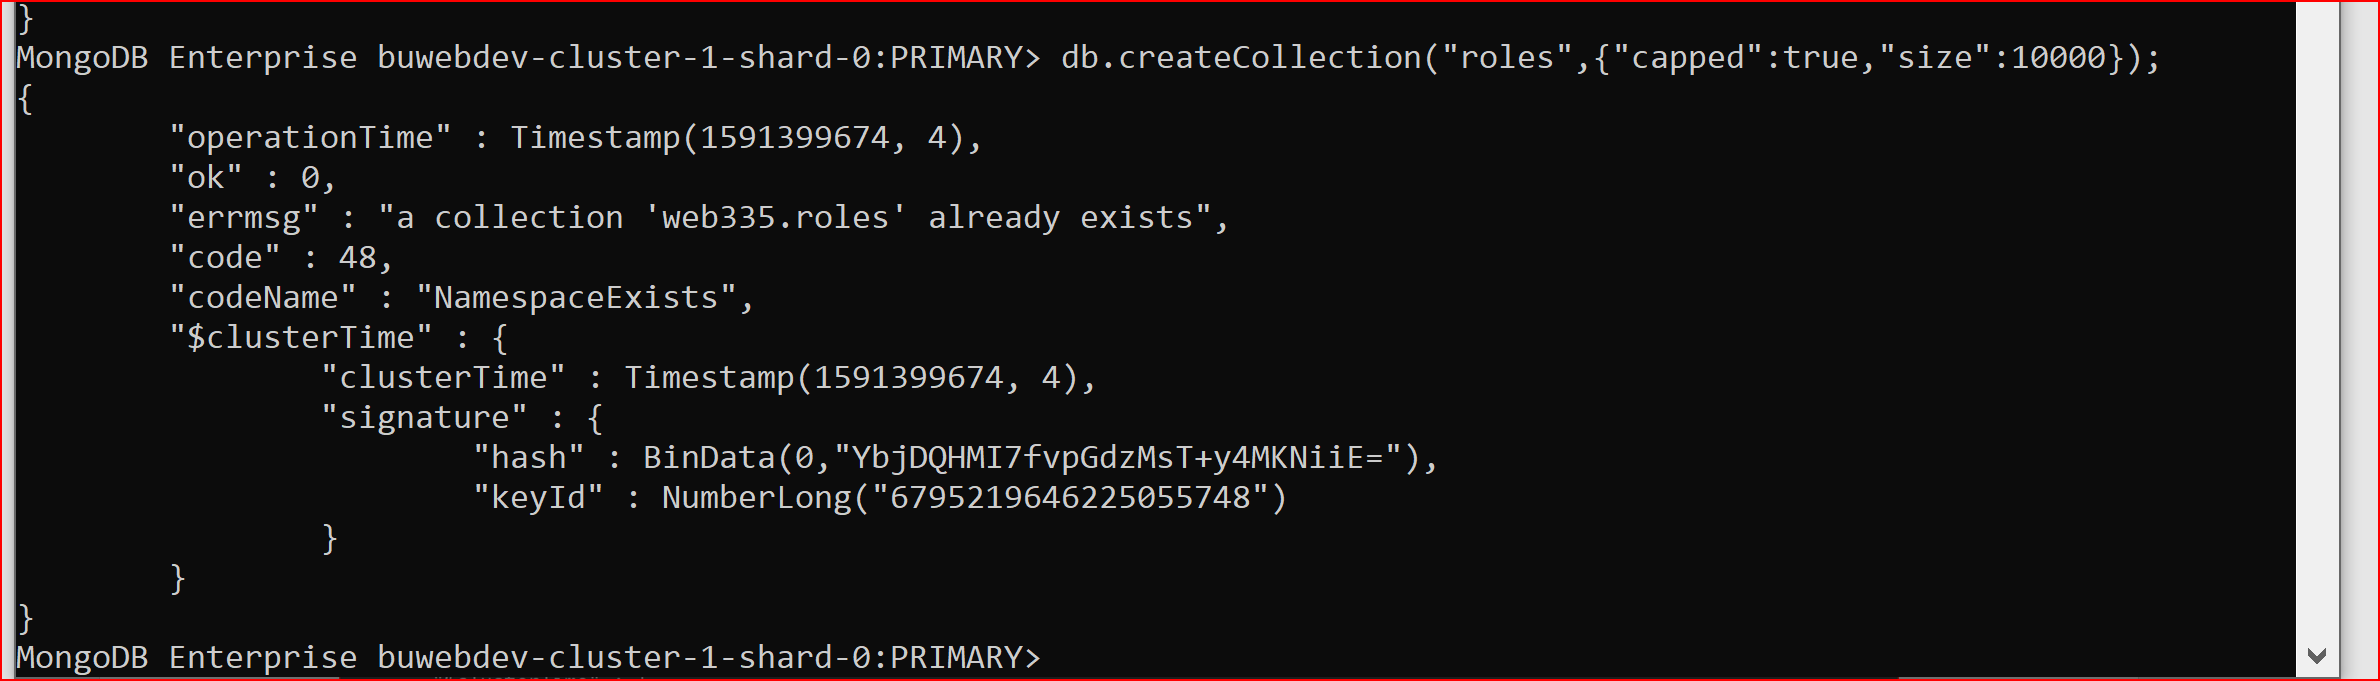 }
MongoDB Enterprise buwebdev-cluster-1-shard-0:PRIMARY> db.createCollection("roles",{"capped":true,"size":10000});
{
        "operationTime" : Timestamp(1591399674, 4),
        "ok" : 0,
        "errmsg" : "a collection 'web335.roles' already exists",
        "code" : 48,
        "codeName" : "NamespaceExists",
        "$clusterTime" : {
                "clusterTime" : Timestamp(1591399674, 4),
                "signature" : {
                        "hash" : BinData(0,"YbjDQHMI7fvpGdzMsT+y4MKNiiE="),
                        "keyId" : NumberLong("6795219646225055748")
                }
        }
}
MongoDB Enterprise buwebdev-cluster-1-shard-0:PRIMARY>